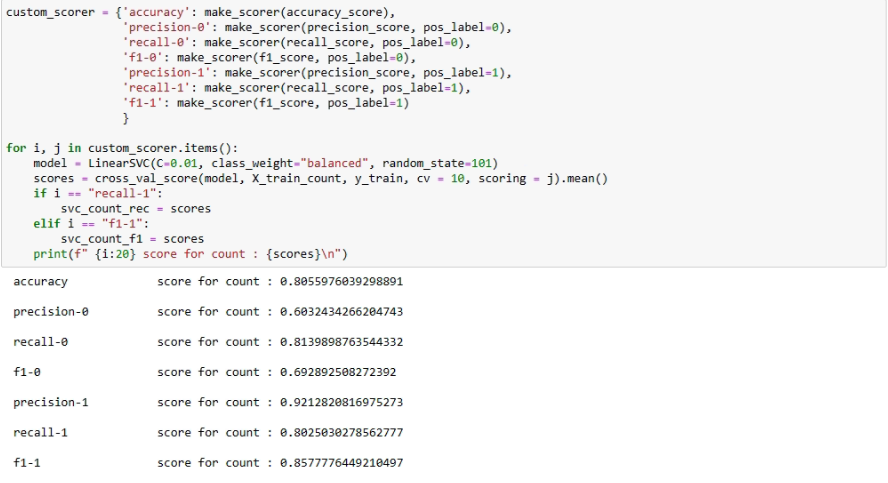 custom_scorer = {'accuracy': make_scorer(accuracy_score),
                 'precision-0': make_scorer(precision_score, pos_label=0),
                 'recall-0': make_scorer(recall_score, pos_label=0),
                 'f1-0': make_scorer(f1_score, pos_label=0),
                 'precision-1': make_scorer(precision_score, pos_label=1),
                 'recall-1': make_scorer(recall_score, pos_label=1),
                 'f1-1': make_scorer(f1_score, pos_label=1)
                 }
for i, j in custom_scorer.items():
    model = LinearSVC(C=0.01, class_weight="balanced", random_state=101)
    scores = cross_val_score(model, X_train_count, y_train, cv = 10, scoring = j).mean()
    if i == "recall-1":
        svc_count_rec = scores
    elif i == "f1-1":
        svc_count_f1 = scores
    print(f" {i:20} score for count : {scores}\n")
accuracy             score for count : 0.8055976039298891
precision-0          score for count : 0.6032434266204743
recall-0             score for count : 0.8139898763544332
f1-0                 score for count : 0.692892508272392
precision-1          score for count : 0.9212820816975273
recall-1             score for count : 0.8025030278562777
f1-1                 score for count : 0.8577776449210497